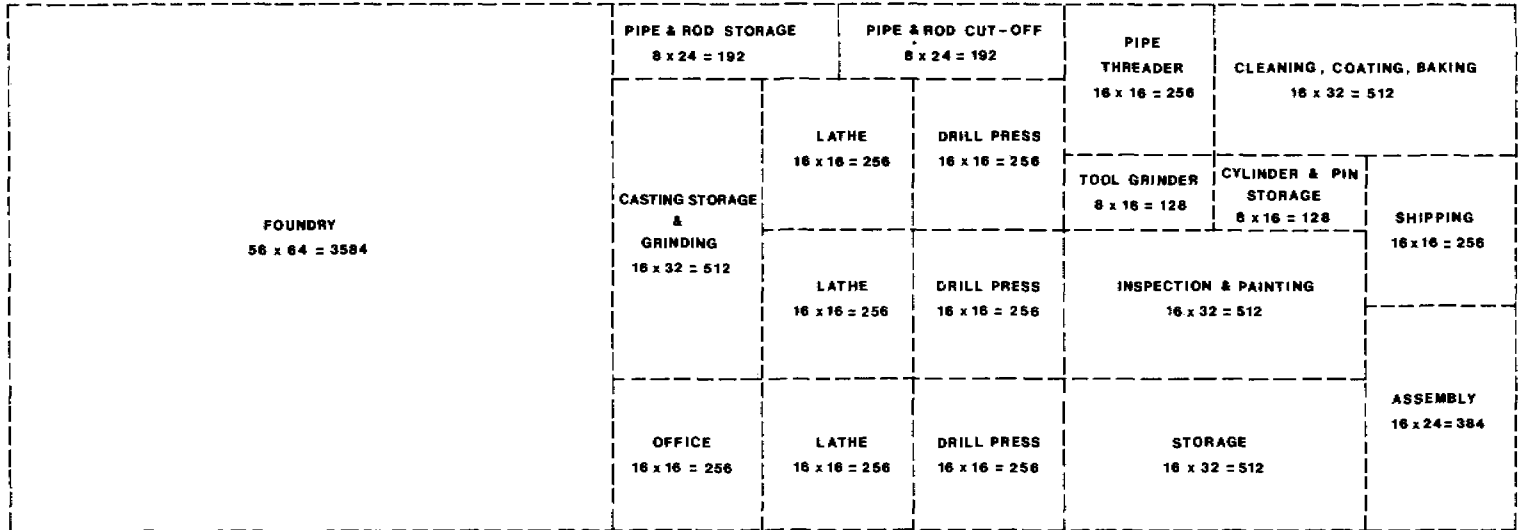 FOUNDRY
56 x 64 = 3584
PIPE & ROD STORAGE
8 x 24 = 192
PIPE & ROD CUT-OFF
8 x 24 = 192
PIPE
THREADER
16 x 16 = 256
CLEANING, COATING, BAKING
16 x 32 = 512
CASTING STORAGE
&
GRINDING
16 x 32 = 512
LATHE
16 x 16 = 256
DRILL PRESS
16 x 16 = 256
TOOL GRINDER
8 x 16 = 128
CYLINDER & PIN
STORAGE
8 x 16 = 128
SHIPPING
16 x 16 = 256
LATHE
16 x 16 = 256
DRILL PRESS
16 x 16 = 256
INSPECTION & PAINTING
16 x 32 = 512
ASSEMBLY
16 x 24 = 384
OFFICE
16 x 16 = 256
LATHE
16 x 16 = 256
DRILL PRESS
16 x 16 = 256
STORAGE
16 x 32 = 512